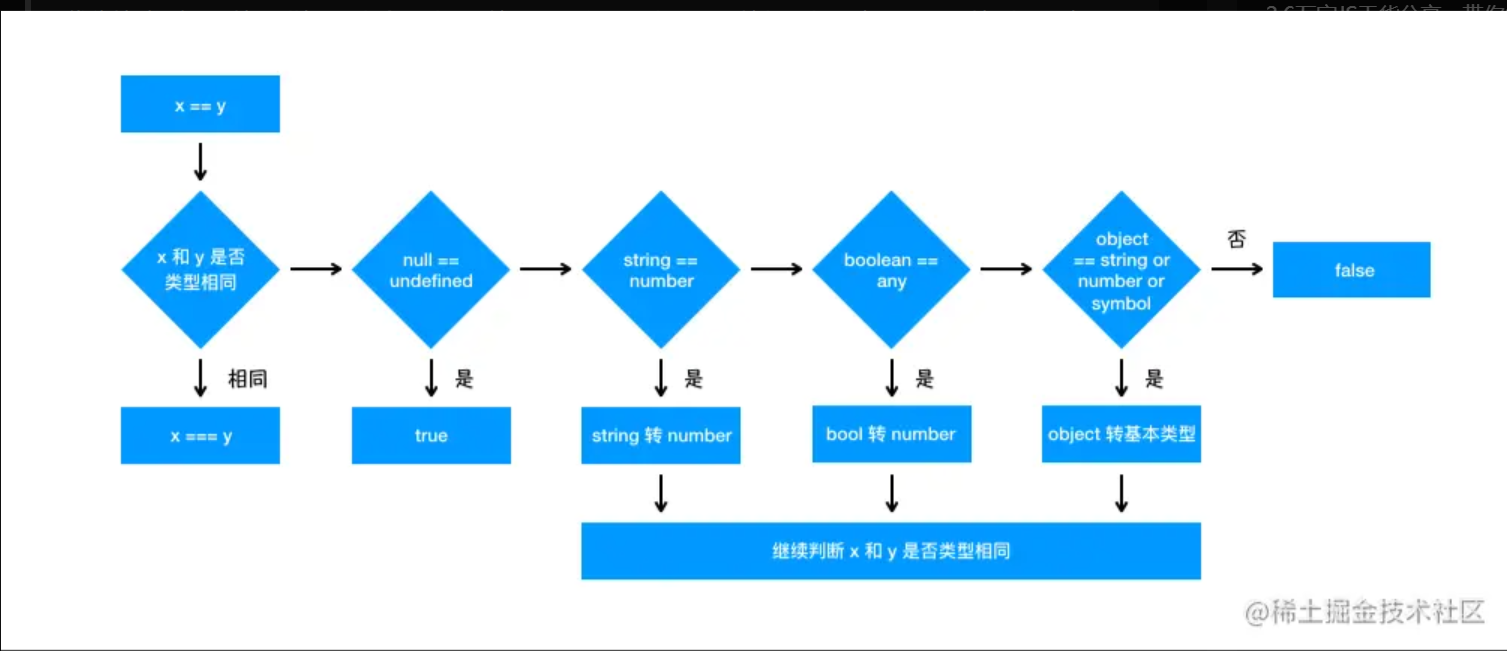 x == y
x 和 y 是否
类型相同
null ==
undefined
string ==
number
boolean ==
any
object
== string or
number or
symbol
否
false
相同
是
是
是
是
x === y
true
string 转 number
bool 转 number
object 转基本类型
继续判断 x 和 y 是否类型相同
@稀土掘金技术社区